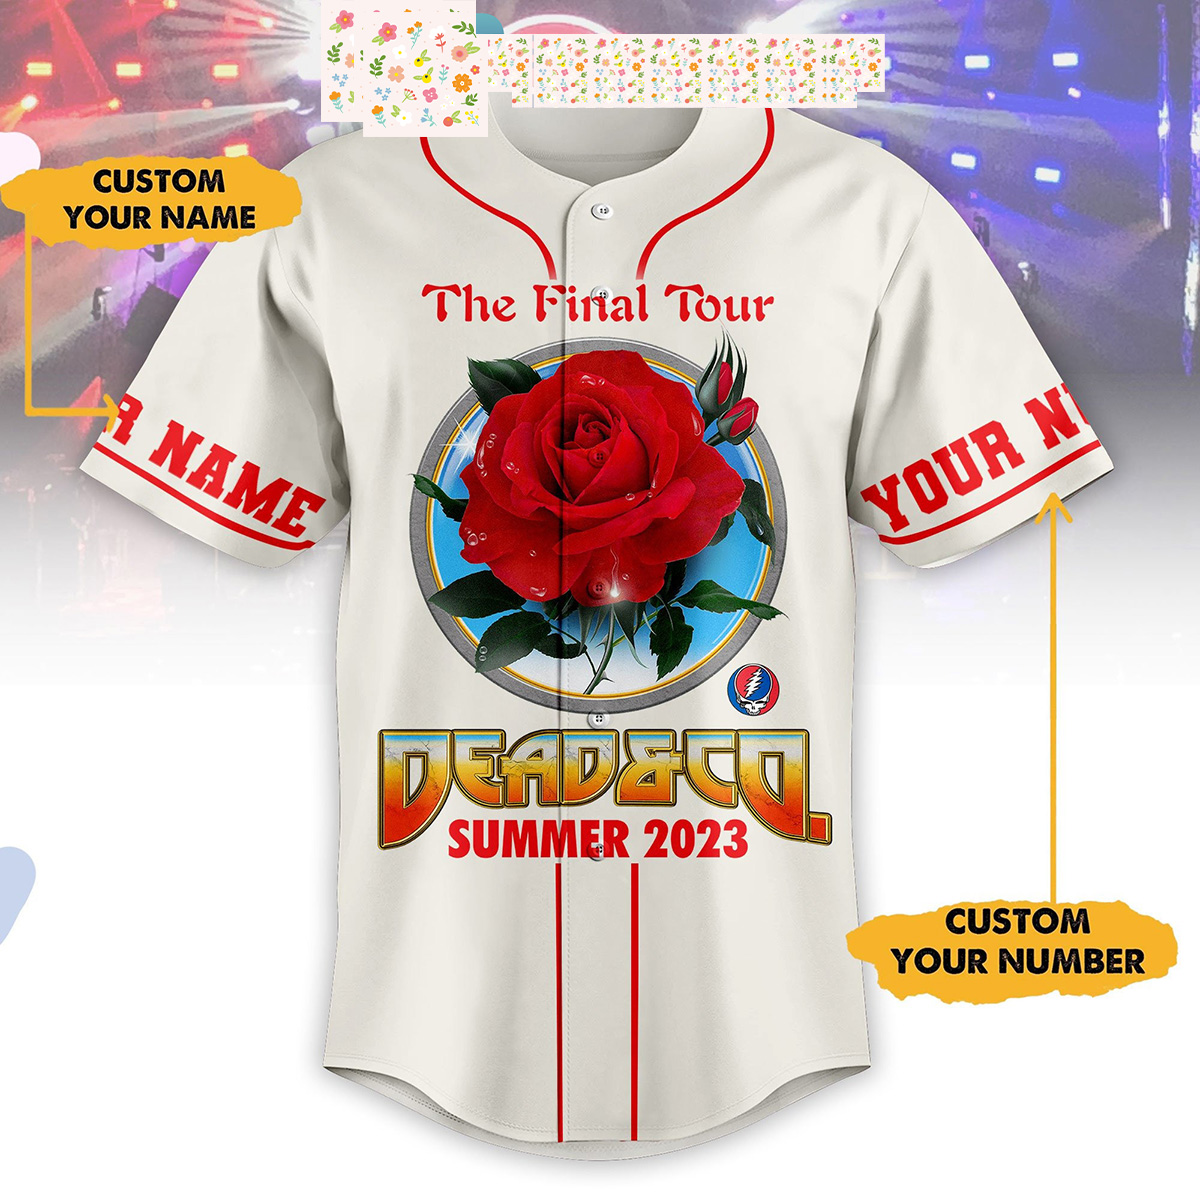 CUSTOM
YOUR NAME
The Final Tour
R NAME
YOUR N
DEAD & CO.
SUMMER 2023
CUSTOM
YOUR NUMBER